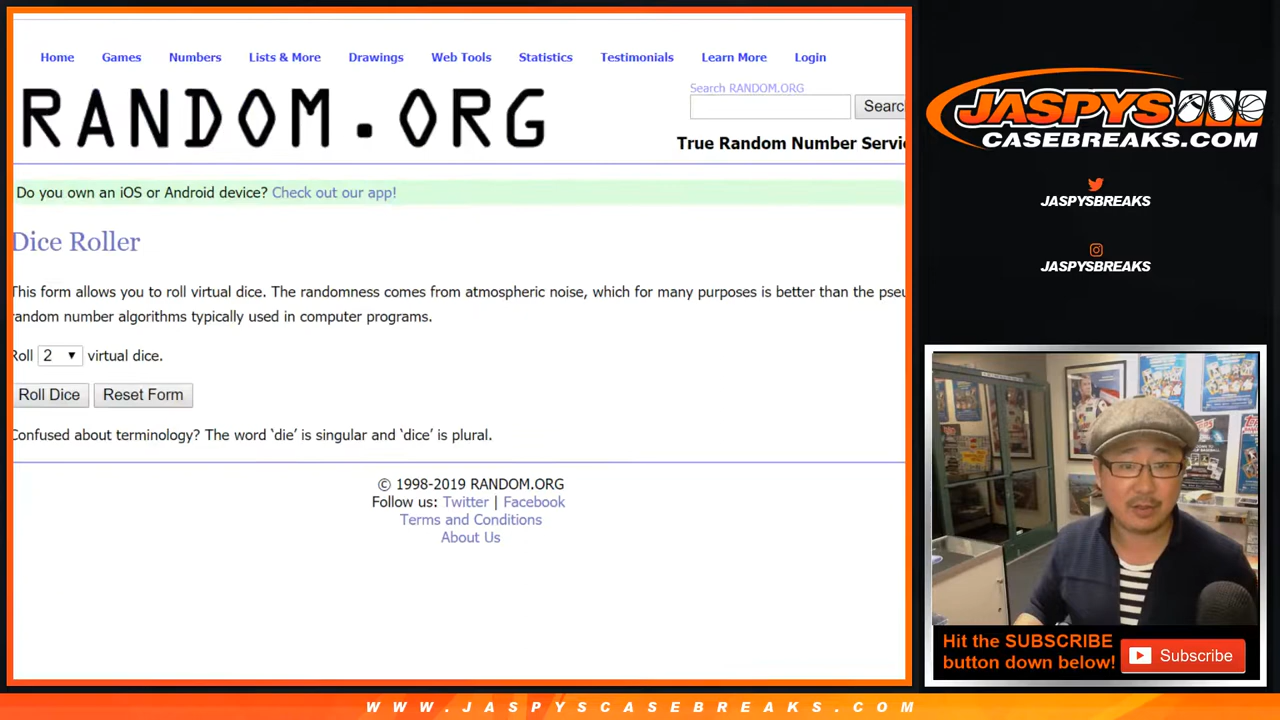 Home Games Numbers Lists & More Drawings Web Tools Statistics Testimonials Learn More Login
RANDOM.ORG
Search RANDOM.ORG
Searc
True Random Number Servi
Do you own an iOS or Android device? Check out our app!
Dice Roller
This form allows you to roll virtual dice. The randomness comes from atmospheric noise, which for many purposes is better than the pseu
random number algorithms typically used in computer programs.
Roll 2 virtual dice.
Roll Dice Reset Form
Confused about terminology? The word ‘die’ is singular and ‘dice’ is plural.
© 1998-2019 RANDOM.ORG
Follow us: Twitter | Facebook
Terms and Conditions
About Us
JASPYS
CASEBREAKS.COM
JASPYSBREAKS
JASPYSBREAKS
Hit the SUBSCRIBE
button down below!
Subscribe
WWW.JASPYSCASEBREAKS.COM